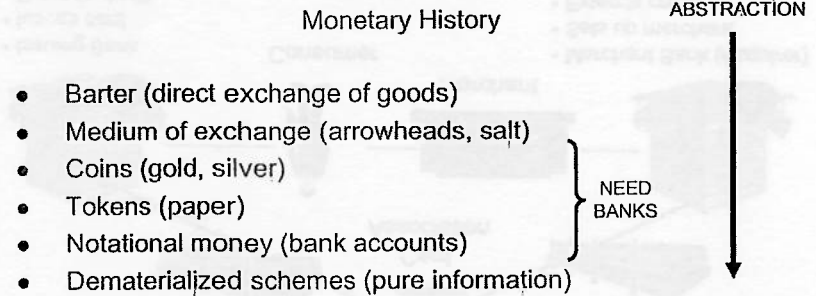 Monetary History
ABSTRACTION
• Barter (direct exchange of goods)
• Medium of exchange (arrowheads, salt)
• Coins (gold, silver)
• Tokens (paper)
• Notational money (bank accounts)
• Dematerialized schemes (pure information)
NEED
BANKS